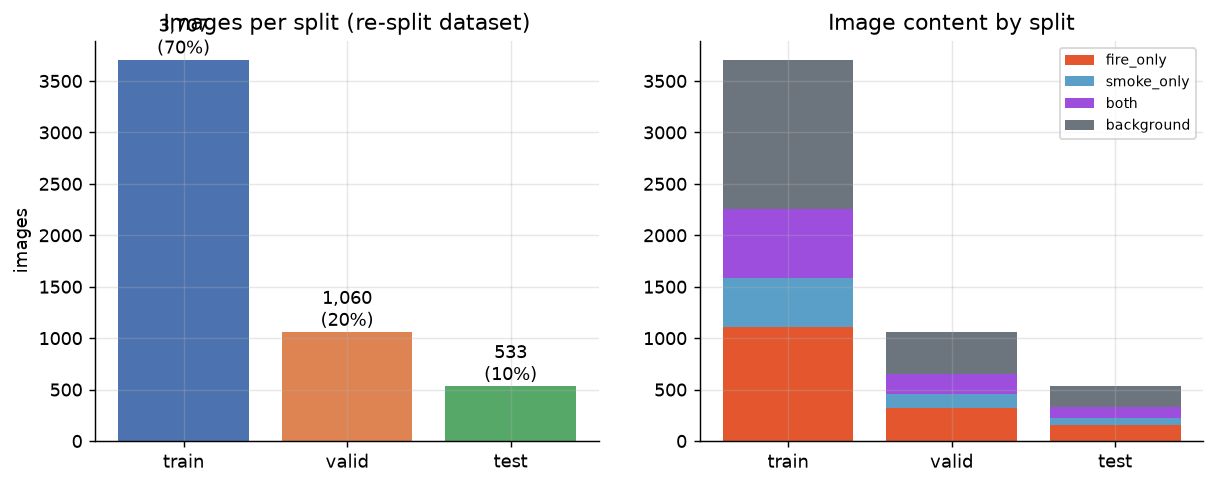 Images per split (re-split dataset)
3,707
(70%)
1,060
(20%)
533
(10%)
images
3500
3000
2500
2000
1500
1000
500
0
train
valid
test
Image content by split
fire_only
smoke_only
both
background
3500
3000
2500
2000
1500
1000
500
0
train
valid
test